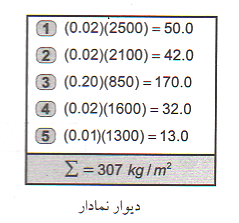 1 (0.02)(2500) = 50.0
2 (0.02)(2100) = 42.0
3 (0.20)(850) = 170.0
4 (0.02)(1600) = 32.0
5 (0.01)(1300) = 13.0
∑ = 307 kg / m²
دیوار نمادار